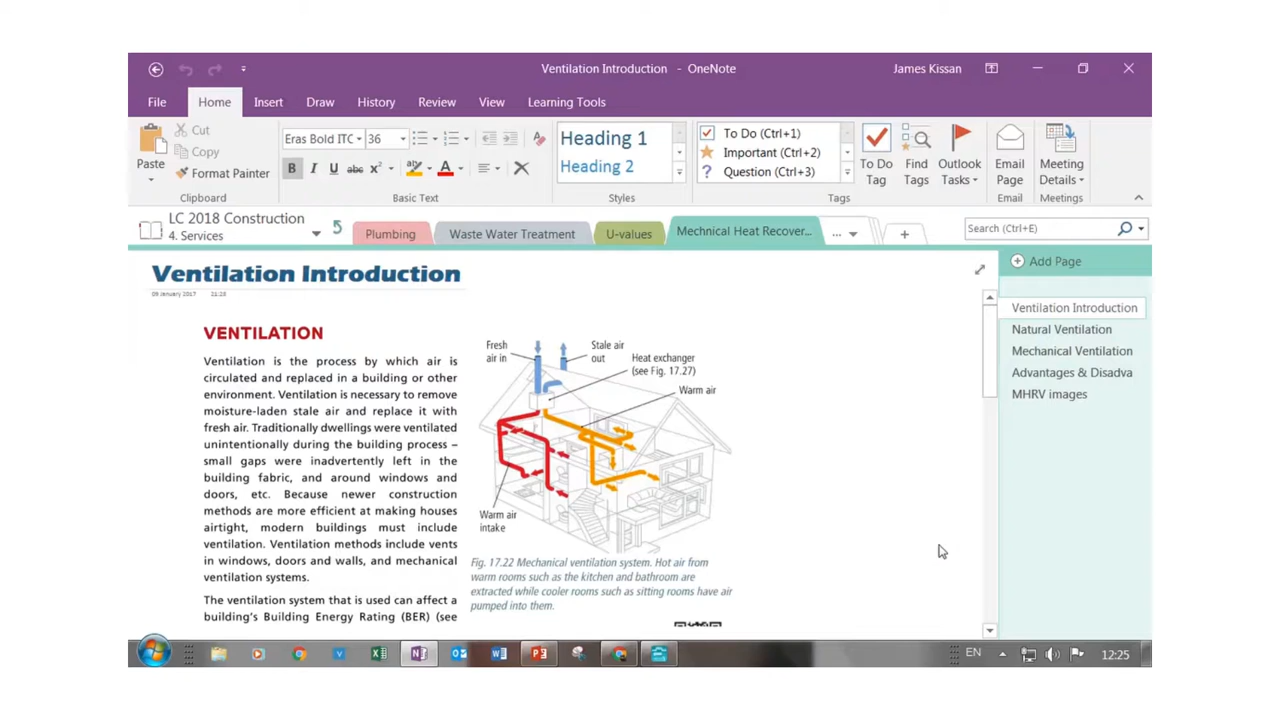 Ventilation Introduction - OneNote
James Kissan
File Home Insert Draw History Review View Learning Tools
Paste
Cut
Copy
Format Painter
Clipboard
Eras Bold ITC 36
B I U abc x²
Basic Text
Heading 1
Heading 2
Styles
To Do (Ctrl+1)
Important (Ctrl+2)
Question (Ctrl+3)
Tags
To Do
Tag
Find
Tags
Outlook
Tasks
Email
Page
Email
Meeting
Details
Meetings
LC 2018 Construction
4. Services
Plumbing
Waste Water Treatment
U-values
Mechnical Heat Recover...
...
Search (Ctrl+E)
Add Page
Ventilation Introduction
Natural Ventilation
Mechanical Ventilation
Advantages & Disadva
MHRV images
Ventilation Introduction
09 January 2017 21:28
VENTILATION
Ventilation is the process by which air is
circulated and replaced in a building or other
environment. Ventilation is necessary to remove
moisture-laden stale air and replace it with
fresh air. Traditionally dwellings were ventilated
unintentionally during the building process –
small gaps were inadvertently left in the
building fabric, and around windows and
doors, etc. Because newer construction
methods are more efficient at making houses
airtight, modern buildings must include
ventilation. Ventilation methods include vents
in windows, doors and walls, and mechanical
ventilation systems.
The ventilation system that is used can affect a
building's Building Energy Rating (BER) (see
Fresh
air in
Stale air
out
Heat exchanger
(see Fig. 17.27)
Warm air
Warm air
intake
Fig. 17.22 Mechanical ventilation system. Hot air from
warm rooms such as the kitchen and bathroom are
extracted while cooler rooms such as sitting rooms have air
pumped into them.
EN
12:25